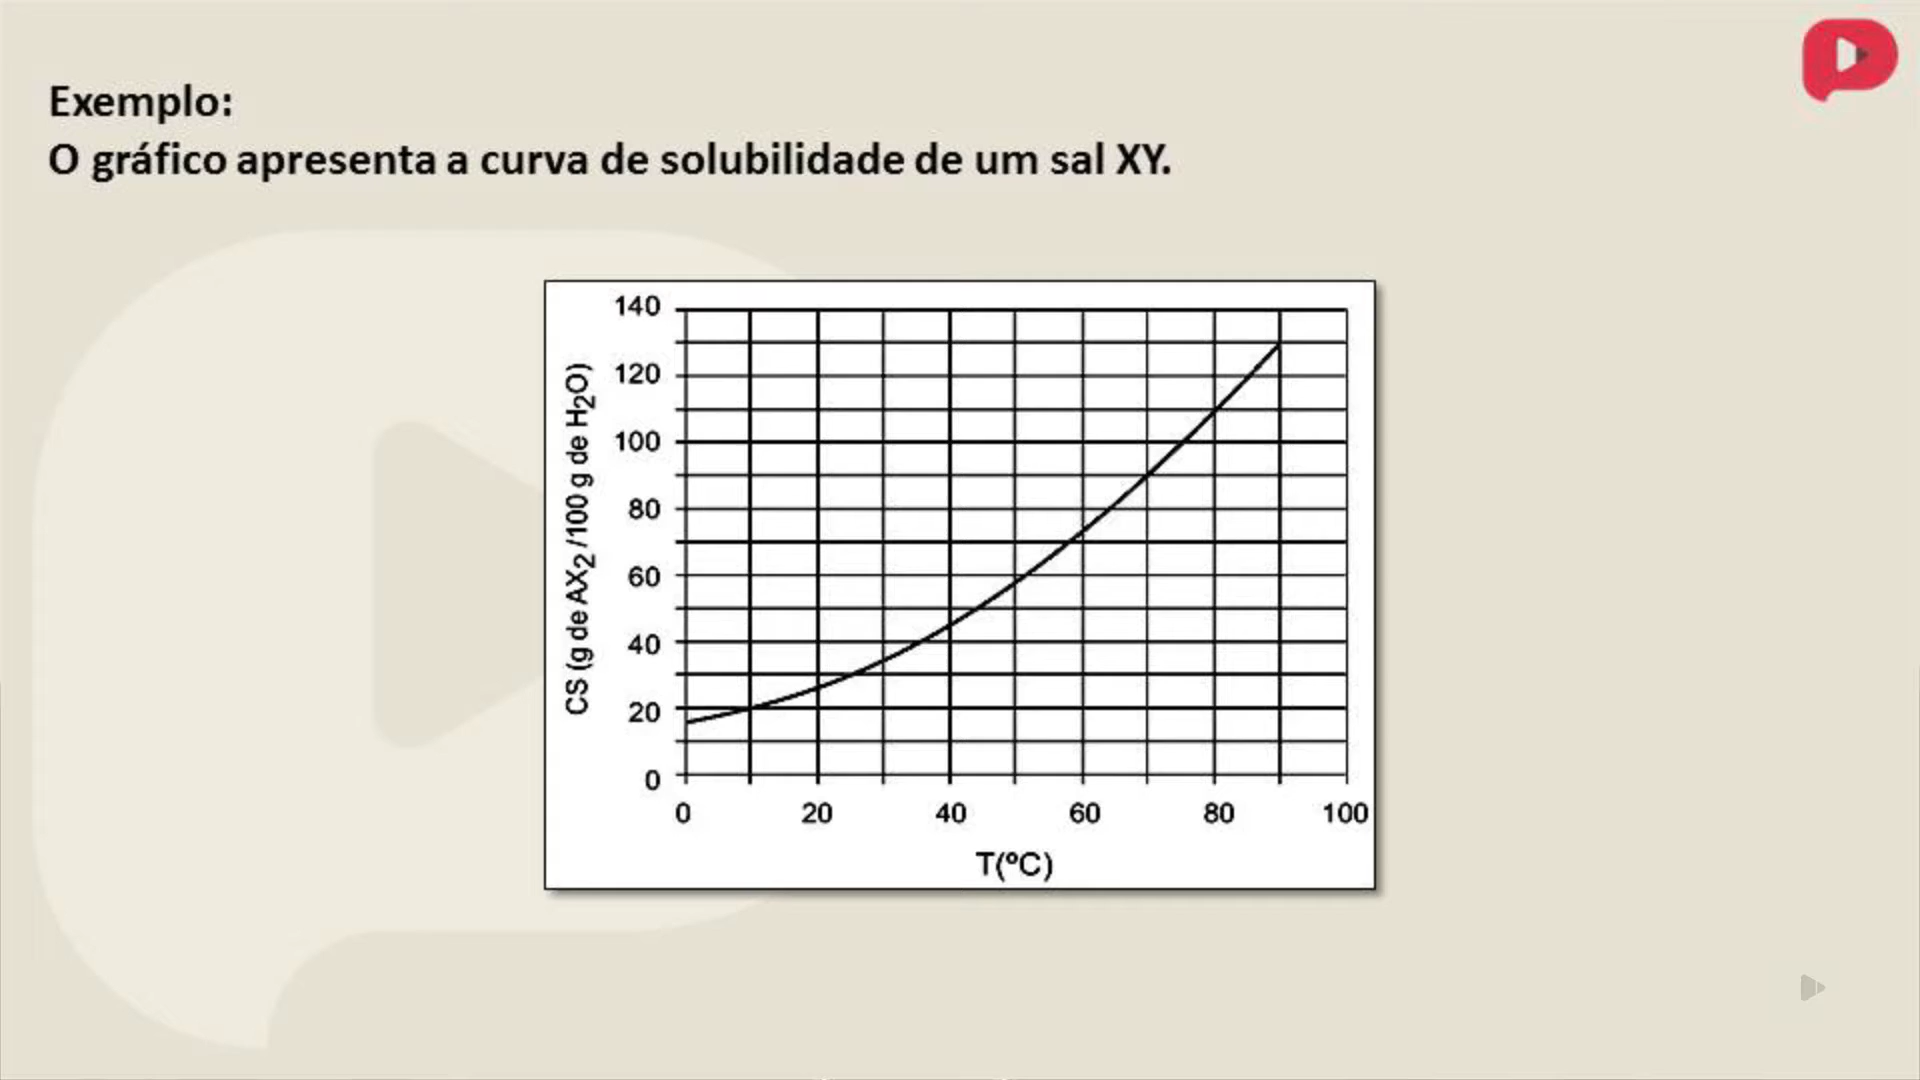 Exemplo:
O gráfico apresenta a curva de solubilidade de um sal XY.
CS (g de AX2 /100 g de H2O)
140
120
100
80
60
40
20
0
0 20 40 60 80 100
T(ºC)